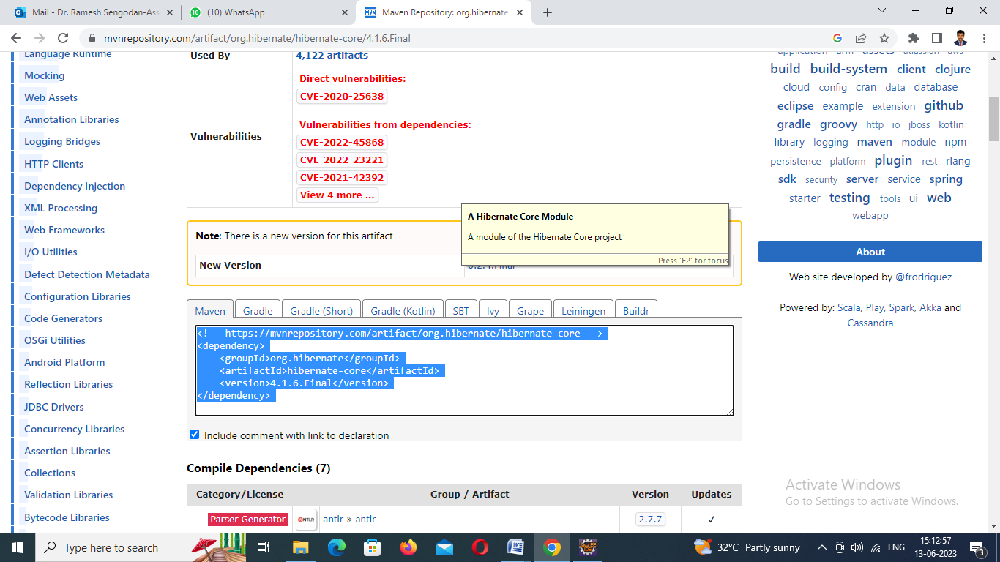 Mail - Dr. Ramesh Sengodan-Ass
(10) WhatsApp
Maven Repository: org.hibernate
mvnrepository.com/artifact/org.hibernate/hibernate-core/4.1.6.Final
Language Runtime
Mocking
Web Assets
Annotation Libraries
Logging Bridges
HTTP Clients
Dependency Injection
XML Processing
Web Frameworks
I/O Utilities
Defect Detection Metadata
Configuration Libraries
Code Generators
OSGi Utilities
Android Platform
Reflection Libraries
JDBC Drivers
Concurrency Libraries
Assertion Libraries
Collections
Validation Libraries
Bytecode Libraries
Used By 4,122 artifacts
Vulnerabilities
Direct vulnerabilities:
CVE-2020-25638
Vulnerabilities from dependencies:
CVE-2022-45868
CVE-2022-23221
CVE-2021-42392
View 4 more ...
Note: There is a new version for this artifact
New Version 6.2.4.Final
A Hibernate Core Module
A module of the Hibernate Core project
Press 'F2' for focus
Maven Gradle Gradle (Short) Gradle (Kotlin) SBT Ivy Grape Leiningen Buildr
<!-- https://mvnrepository.com/artifact/org.hibernate/hibernate-core -->
<dependency>
    <groupId>org.hibernate</groupId>
    <artifactId>hibernate-core</artifactId>
    <version>4.1.6.Final</version>
</dependency>
Include comment with link to declaration
Compile Dependencies (7)
Category/License Group / Artifact Version Updates
Parser Generator ANTLR antlr » antlr 2.7.7 ✓
application arm assets atlassian aws
build build-system client clojure
cloud config cran data database
eclipse example extension github
gradle groovy http io jboss kotlin
library logging maven module npm
persistence platform plugin rest rlang
sdk security server service spring
starter testing tools ui web
webapp
About
Web site developed by @frodriguez
Powered by: Scala, Play, Spark, Akka and
Cassandra
Activate Windows
Go to Settings to activate Windows.
Type here to search
32°C Partly sunny
ENG
15:12:57
13-06-2023
3